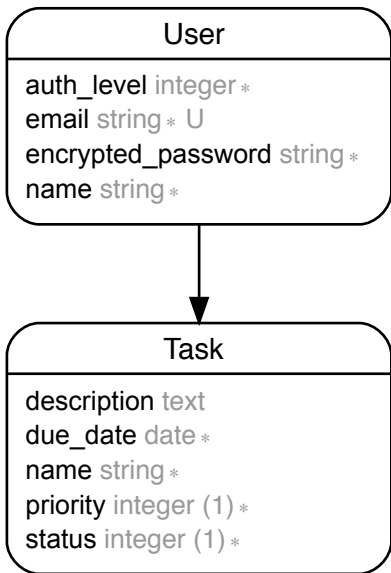 User
auth_level integer ∗
email string ∗ U
encrypted_password string ∗
name string ∗
Task
description text
due_date date ∗
name string ∗
priority integer (1) ∗
status integer (1) ∗